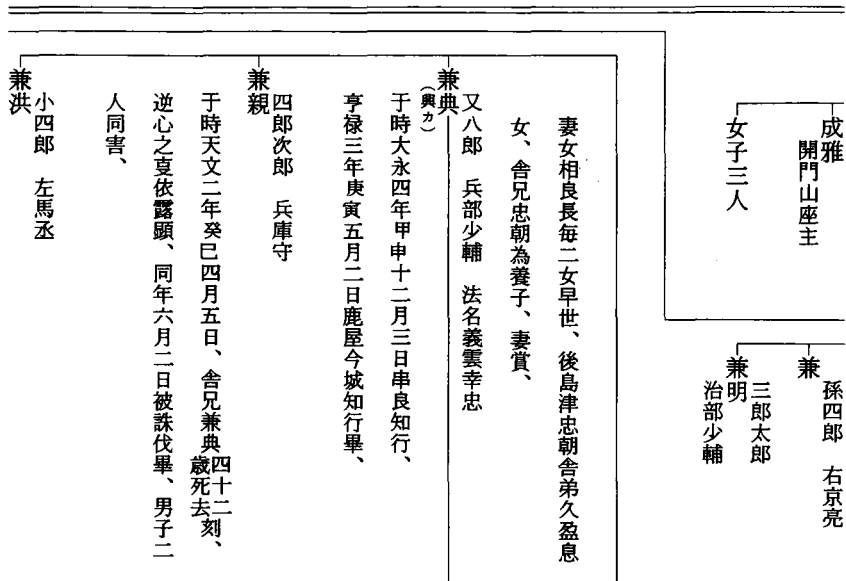 成雅
開門山座主
女子三人
孫四郎　右京亮
兼
三郎太郎
兼明
治部少輔
妻女相良長毎二女早世、後島津忠朝舎弟久盈息
女、舎兄忠朝為養子、妻賞、
又八郎　兵部少輔　法名義雲幸忠
兼典
（興カ）
于時大永四年甲申十二月三日串良知行、
亨禄三年庚寅五月二日鹿屋今城知行畢、
四郎次郎　兵庫守
兼親
于時天文二年癸巳四月五日、舎兄兼典四十二歳死去刻、
逆心之㕝依露顕、同年六月二日被誅伐畢、男子二
人同害、
小四郎　左馬丞
兼洪